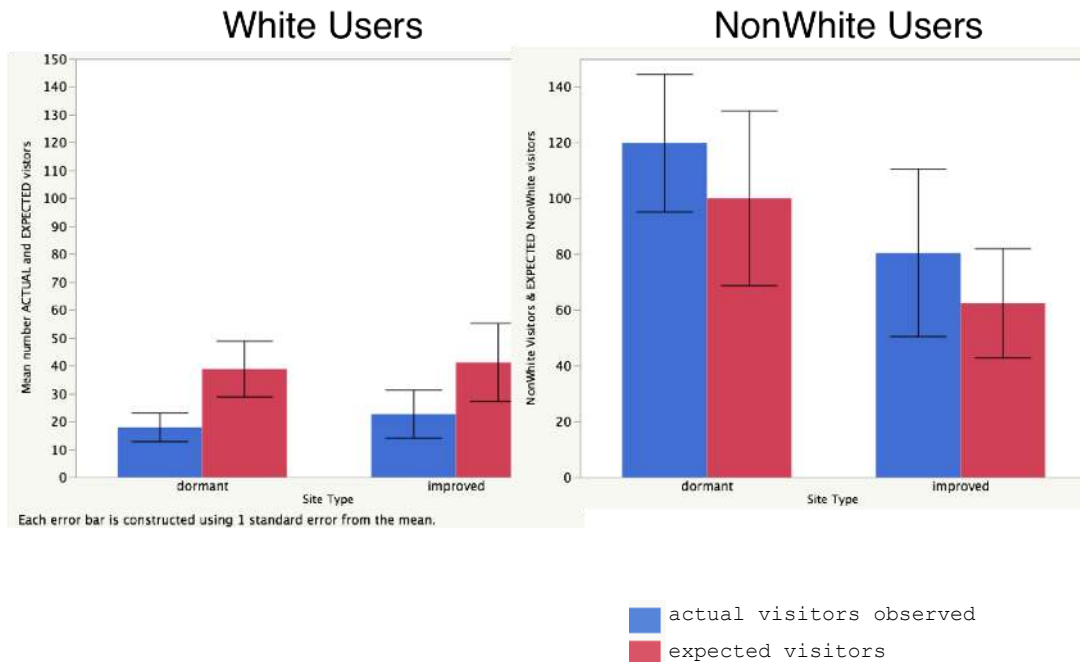 White Users
NonWhite Users
Mean number ACTUAL and EXPECTED vistors
150
140
130
120
110
100
90
80
70
60
50
40
30
20
10
0
dormant
improved
Site Type
Each error bar is constructed using 1 standard error from the mean.
NonWhite Visitors & EXPECTED NonWhite visitors
140
120
100
80
60
40
20
0
dormant
improved
Site Type
actual visitors observed
expected visitors